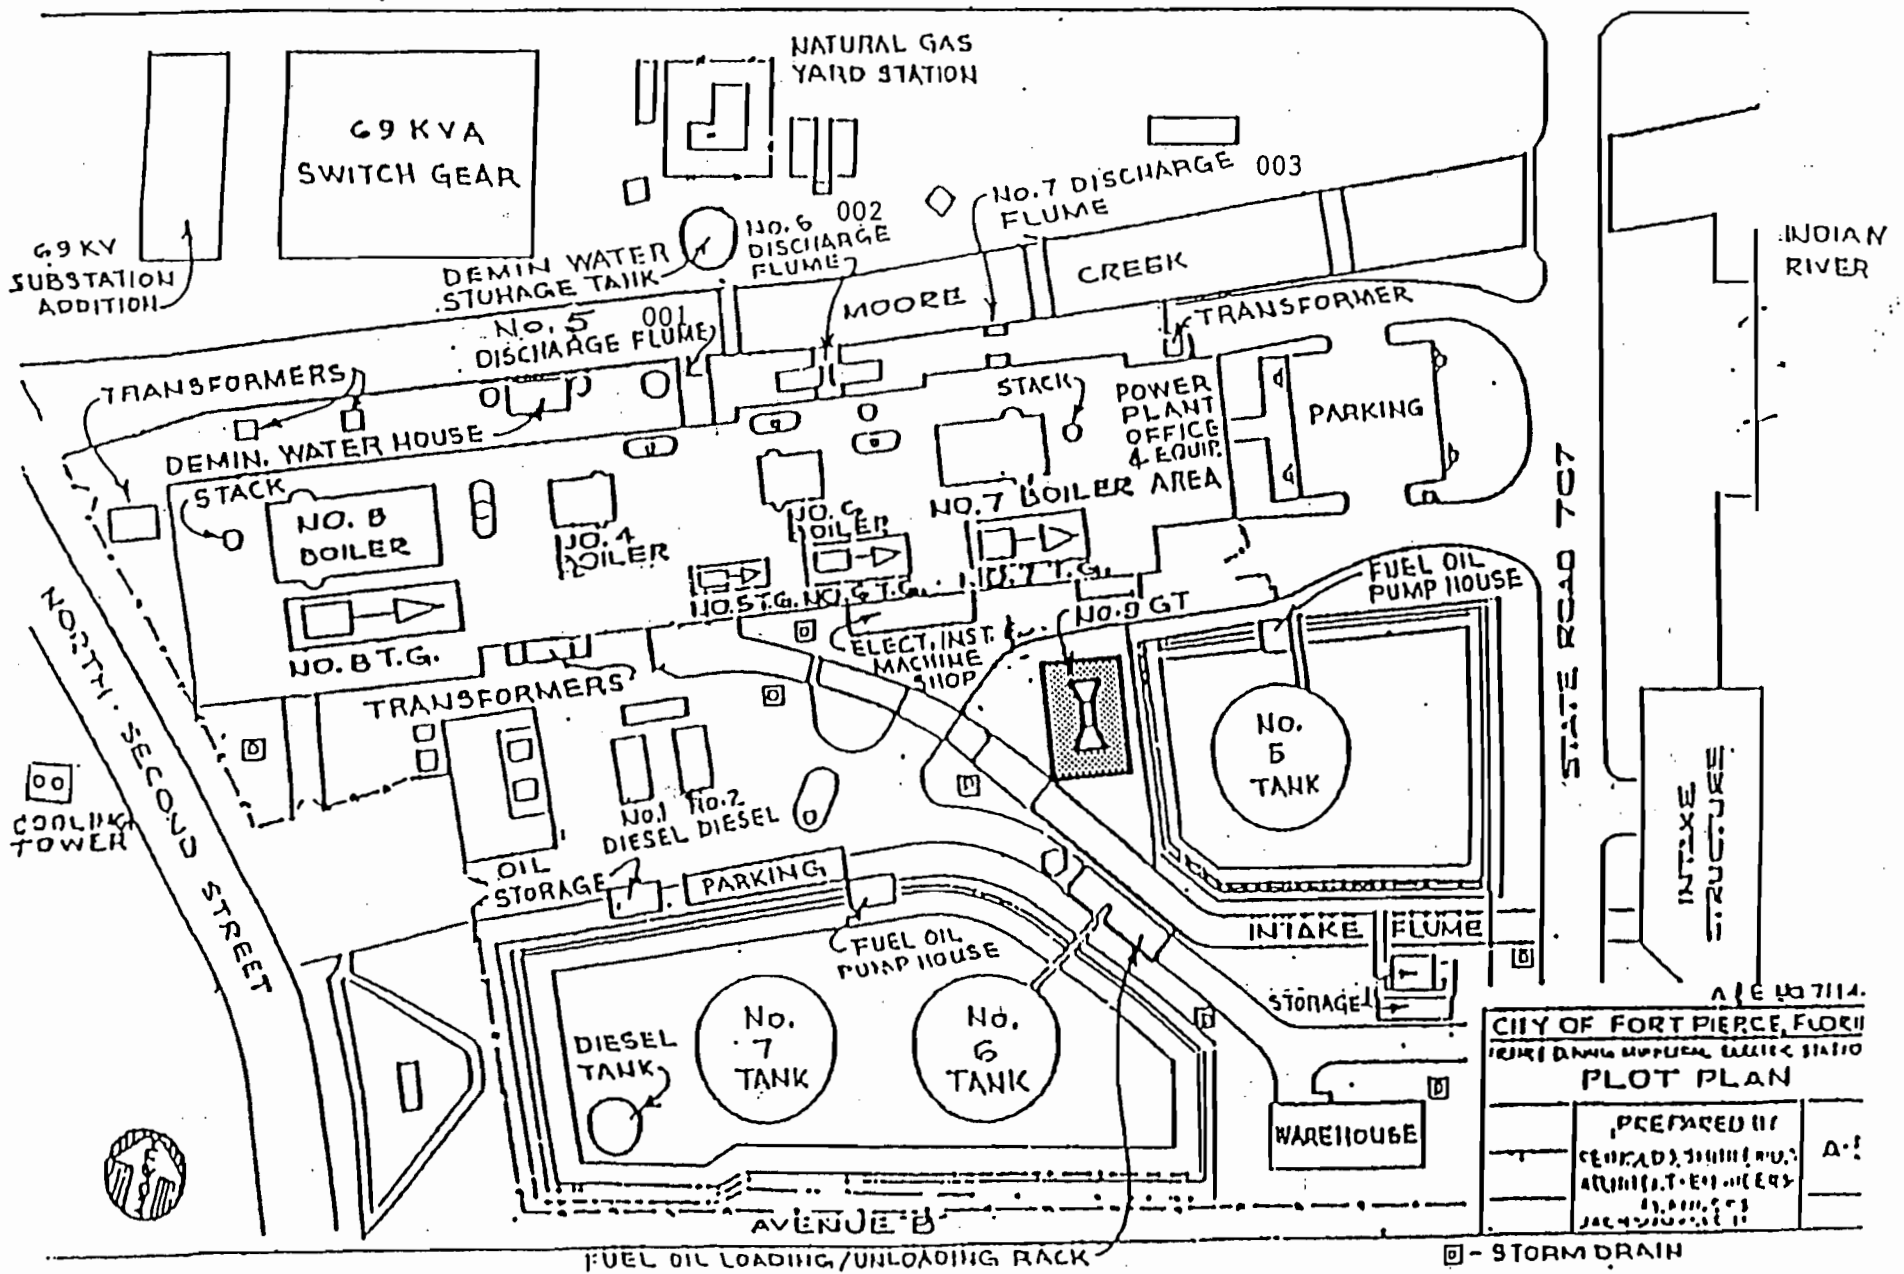 NATURAL GAS
YARD STATION
69 KVA
SWITCH GEAR
69 KV
SUBSTATION
ADDITION
DEMIN WATER
STORAGE TANK
No. 6 002
DISCHARGE
FLUME
No. 7 DISCHARGE 003
FLUME
MOORE
CREEK
INDIAN
RIVER
No. 5 001
DISCHARGE FLUME
TRANSFORMER
TRANSFORMERS
DEMIN. WATER HOUSE
STACK
POWER
PLANT
OFFICE
& EQUIP.
AREA
PARKING
STACK
NO. 8
BOILER
NO. 4
BOILER
NO. 6
BOILER
NO. 7 BOILER
NO. 8 T.G.
NO. 5 T.G.
NO. 6 T.G.
NO. 7 T.G.
ELECT, INST.
MACHINE
SHOP
NO. 9 GT
FUEL OIL
PUMP HOUSE
STATE ROAD 707
TRANSFORMERS
NORTH SECOND STREET
COOLING
TOWER
No.1
DIESEL
No.2
DIESEL
OIL
STORAGE
PARKING
No.
5
TANK
INTAKE
STRUCTURE
INTAKE FLUME
STORAGE
FUEL OIL
PUMP HOUSE
DIESEL
TANK
No.
7
TANK
No.
6
TANK
WAREHOUSE
CITY OF FORT PIERCE,
PLOT PLAN
PREPARED BY
AVENUE "B"
FUEL OIL LOADING/UNLOADING RACK
D - STORM DRAIN